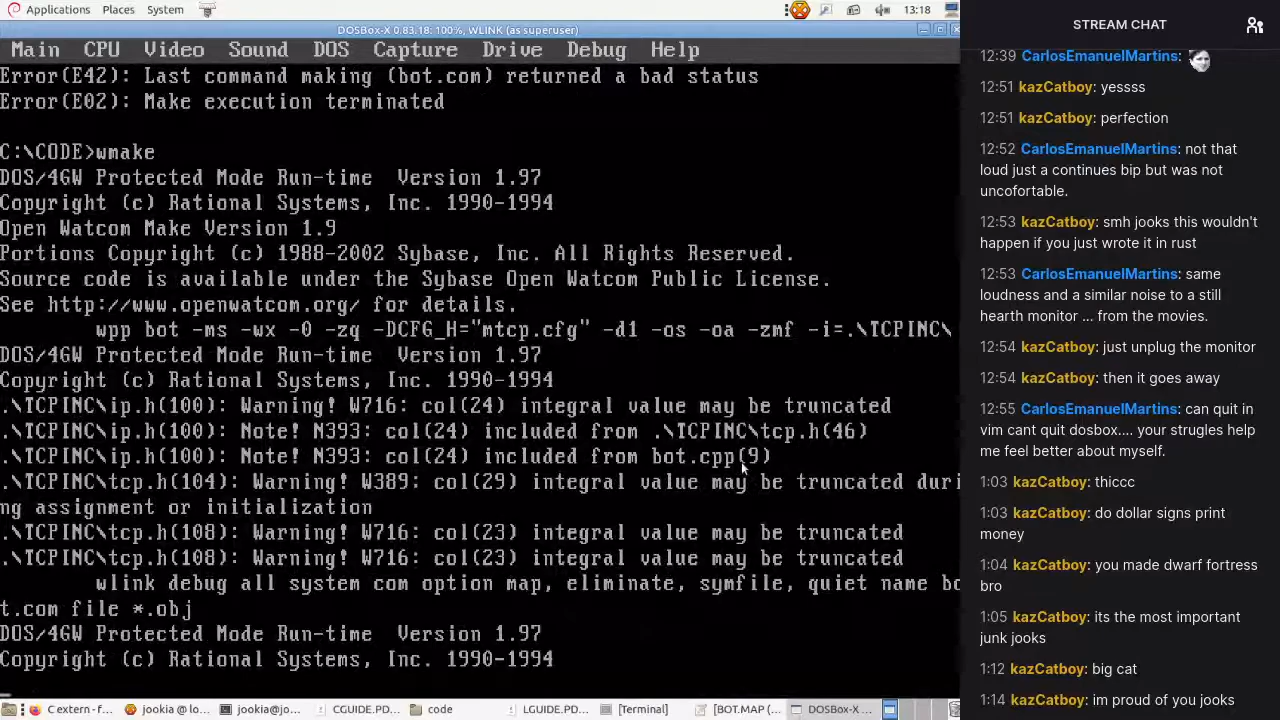 Applications Places System
13:18
DOSBox-X 0.83.18: 100%, WLINK (as superuser)
Main CPU Video Sound DOS Capture Drive Debug Help
Error(E42): Last command making (bot.com) returned a bad status
Error(E02): Make execution terminated
C:\CODE>wmake
DOS/4GW Protected Mode Run-time Version 1.97
Copyright (c) Rational Systems, Inc. 1990-1994
Open Watcom Make Version 1.9
Portions Copyright (c) 1988-2002 Sybase, Inc. All Rights Reserved.
Source code is available under the Sybase Open Watcom Public License.
See http://www.openwatcom.org/ for details.
wpp bot -ms -wx -0 -zq -DCFG_H="mtcp.cfg" -d1 -os -oa -zmf -i=.\TCPINC\
DOS/4GW Protected Mode Run-time Version 1.97
Copyright (c) Rational Systems, Inc. 1990-1994
.\TCPINC\ip.h(100): Warning! W716: col(24) integral value may be truncated
.\TCPINC\ip.h(100): Note! N393: col(24) included from .\TCPINC\tcp.h(46)
.\TCPINC\ip.h(100): Note! N393: col(24) included from bot.cpp(9)
.\TCPINC\tcp.h(104): Warning! W389: col(29) integral value may be truncated duri
ng assignment or initialization
.\TCPINC\tcp.h(108): Warning! W716: col(23) integral value may be truncated
.\TCPINC\tcp.h(108): Warning! W716: col(23) integral value may be truncated
wlink debug all system com option map, eliminate, symfile, quiet name bo
t.com file *.obj
DOS/4GW Protected Mode Run-time Version 1.97
Copyright (c) Rational Systems, Inc. 1990-1994
C extern - f... jookia @ lo... jookia@jo... CGUIDE.PD... code LGUIDE.PD... [Terminal] [BOT.MAP (... DOSBox-X ...
STREAM CHAT
12:39 CarlosEmanuelMartins:
12:51 kazCatboy: yessss
12:51 kazCatboy: perfection
12:52 CarlosEmanuelMartins: not that
loud just a continues bip but was not
uncofortable.
12:53 kazCatboy: smh jooks this wouldn't
happen if you just wrote it in rust
12:53 CarlosEmanuelMartins: same
loudness and a similar noise to a still
hearth monitor ... from the movies.
12:54 kazCatboy: just unplug the monitor
12:54 kazCatboy: then it goes away
12:55 CarlosEmanuelMartins: can quit in
vim cant quit dosbox.... your strugles help
me feel better about myself.
1:03 kazCatboy: thiccc
1:03 kazCatboy: do dollar signs print
money
1:04 kazCatboy: you made dwarf fortress
bro
1:05 kazCatboy: its the most important
junk jooks
1:12 kazCatboy: big cat
1:14 kazCatboy: im proud of you jooks